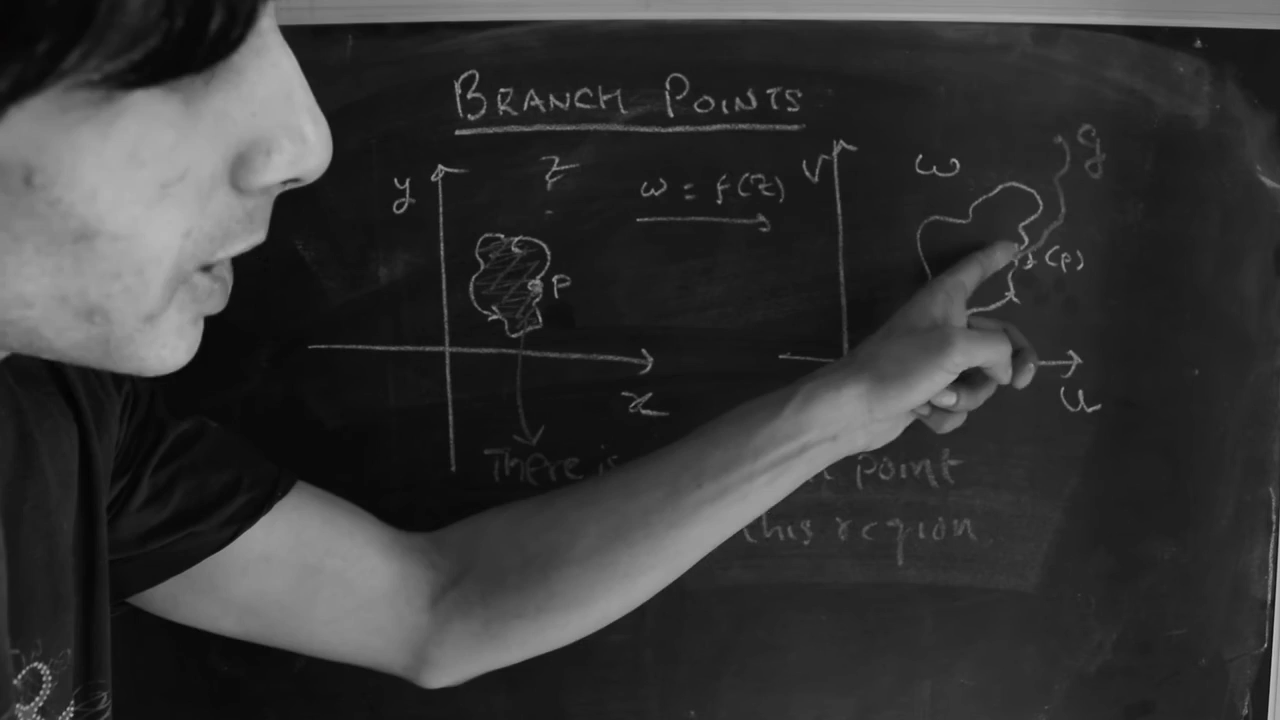 BRANCH POINTS
y
Z
w = f(Z)
V
w
P
f(P)
x
u
There is
point
this region